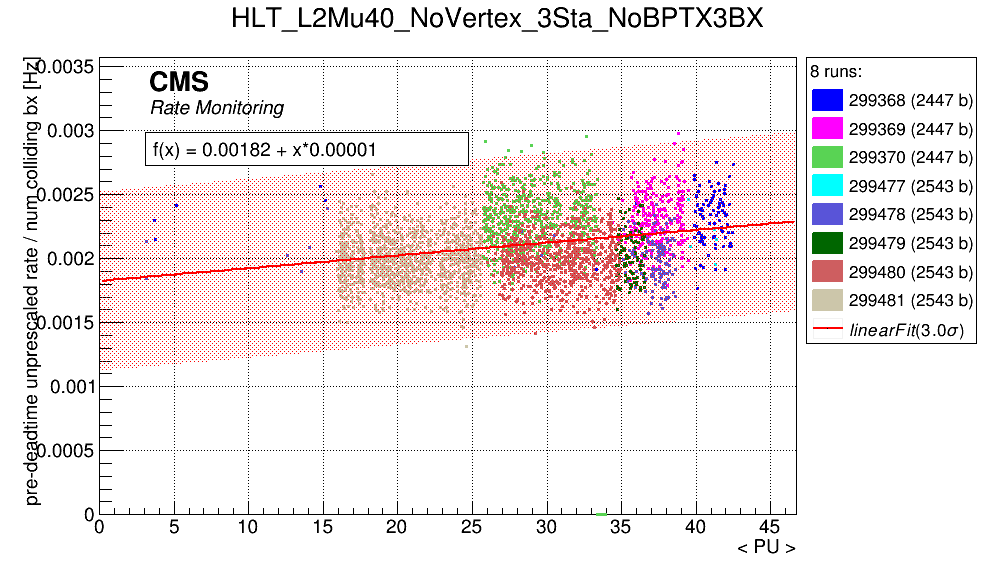 HLT_L2Mu40_NoVertex_3Sta_NoBPTX3BX
pre-deadtime unprescaled rate / num colliding bx [Hz]
0.0035
0.003
0.0025
0.002
0.0015
0.001
0.0005
0
CMS
Rate Monitoring
f(x) = 0.00182 + x*0.00001
0 5 10 15 20 25 30 35 40 45
< PU >
8 runs:
299368 (2447 b)
299369 (2447 b)
299370 (2447 b)
299477 (2543 b)
299478 (2543 b)
299479 (2543 b)
299480 (2543 b)
299481 (2543 b)
linearFit(3.0σ)